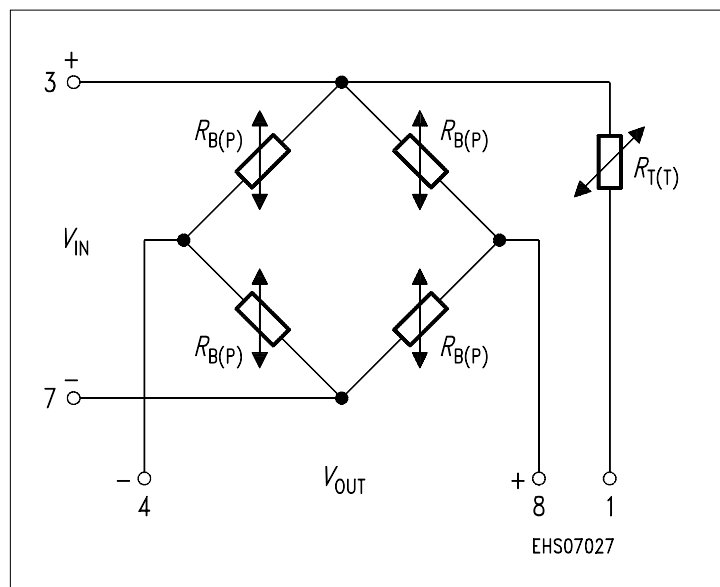 +
3
R_B(P) R_B(P)
R_T(T)
V_IN
R_B(P) R_B(P)
7 −
− V_OUT +
4 8 1
EHS07027